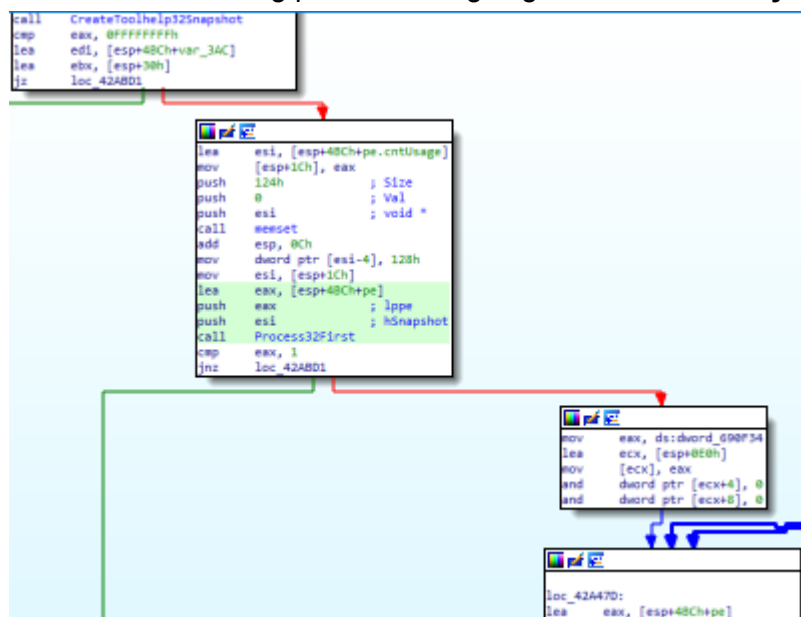 call CreateToolhelp32Snapshot
cmp eax, 0FFFFFFFFh
lea edi, [esp+48Ch+var_3AC]
lea ebx, [esp+30h]
jz loc_42ABD1
lea esi, [esp+48Ch+pe.cntUsage]
mov [esp+1Ch], eax
push 124h ; Size
push 0 ; Val
push esi ; void *
call memset
add esp, 0Ch
mov dword ptr [esi-4], 128h
mov esi, [esp+1Ch]
lea eax, [esp+48Ch+pe]
push eax ; lppe
push esi ; hSnapshot
call Process32First
cmp eax, 1
jnz loc_42ABD1
mov eax, ds:dword_690F34
lea ecx, [esp+0E0h]
mov [ecx], eax
and dword ptr [ecx+4], 0
and dword ptr [ecx+8], 0
loc_42A47D:
lea eax, [esp+48Ch+pe]